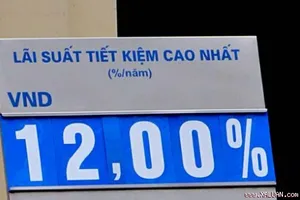 LÃI SUẤT TIẾT KIỆM CAO NHẤT
(%/năm)
VND
12,00%